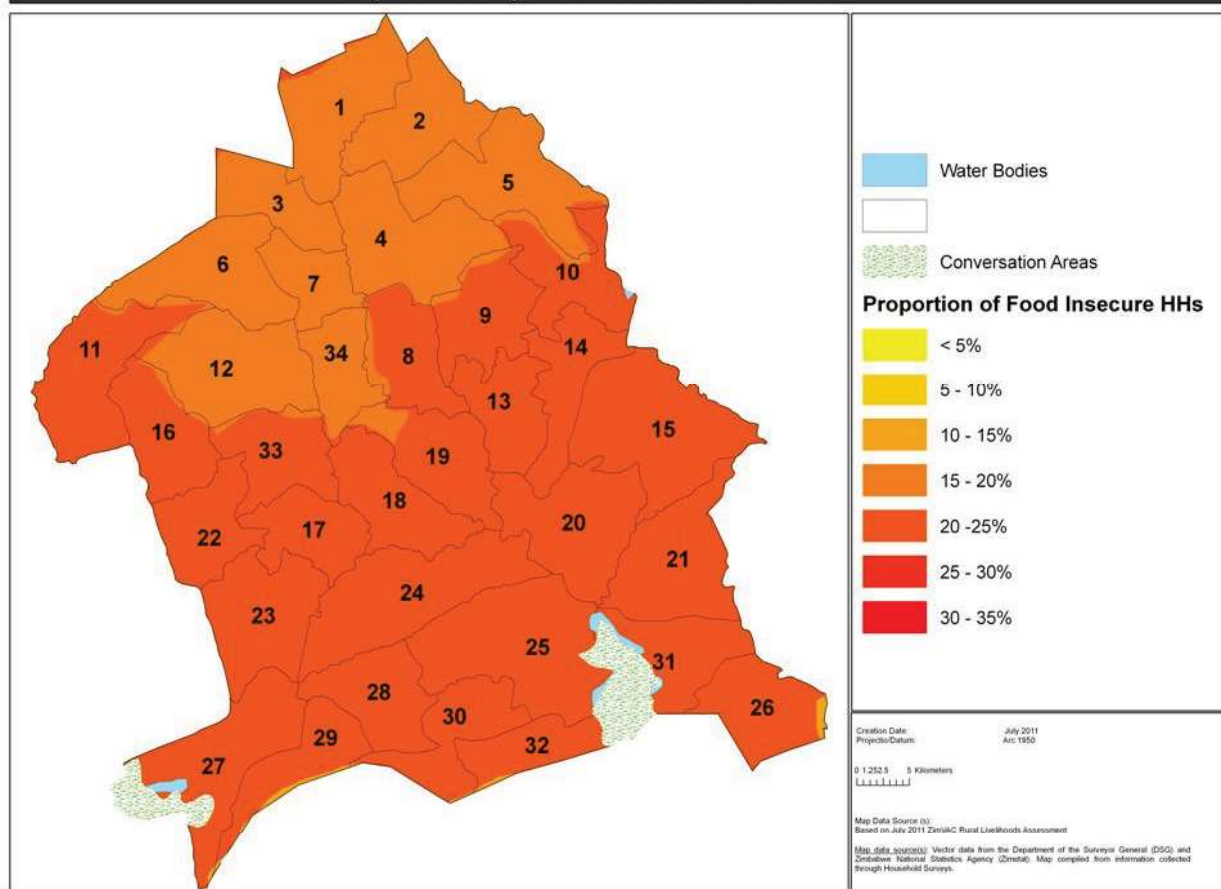 1
2
5
3
4
6
7
10
9
11
34
8
14
12
13
15
16
33
19
18
20
22
17
21
24
23
25
31
28
26
30
29
32
27
Water Bodies
Conversation Areas
Proportion of Food Insecure HHs
< 5%
5 - 10%
10 - 15%
15 - 20%
20 -25%
25 - 30%
30 - 35%
Creation Date: July 2011
Projectio/Datum: Arc 1950
0 1.252.5 5 Kilometers
Map Data Source (s):
Based on July 2011 ZimVAC Rural Livelihoods Assessment
Map data source(s): Vector data from the Department of the Surveyor General (DSG) and
Zimbabwe National Statistics Agency (Zimstat). Map compiled from information collected
through Household Surveys.